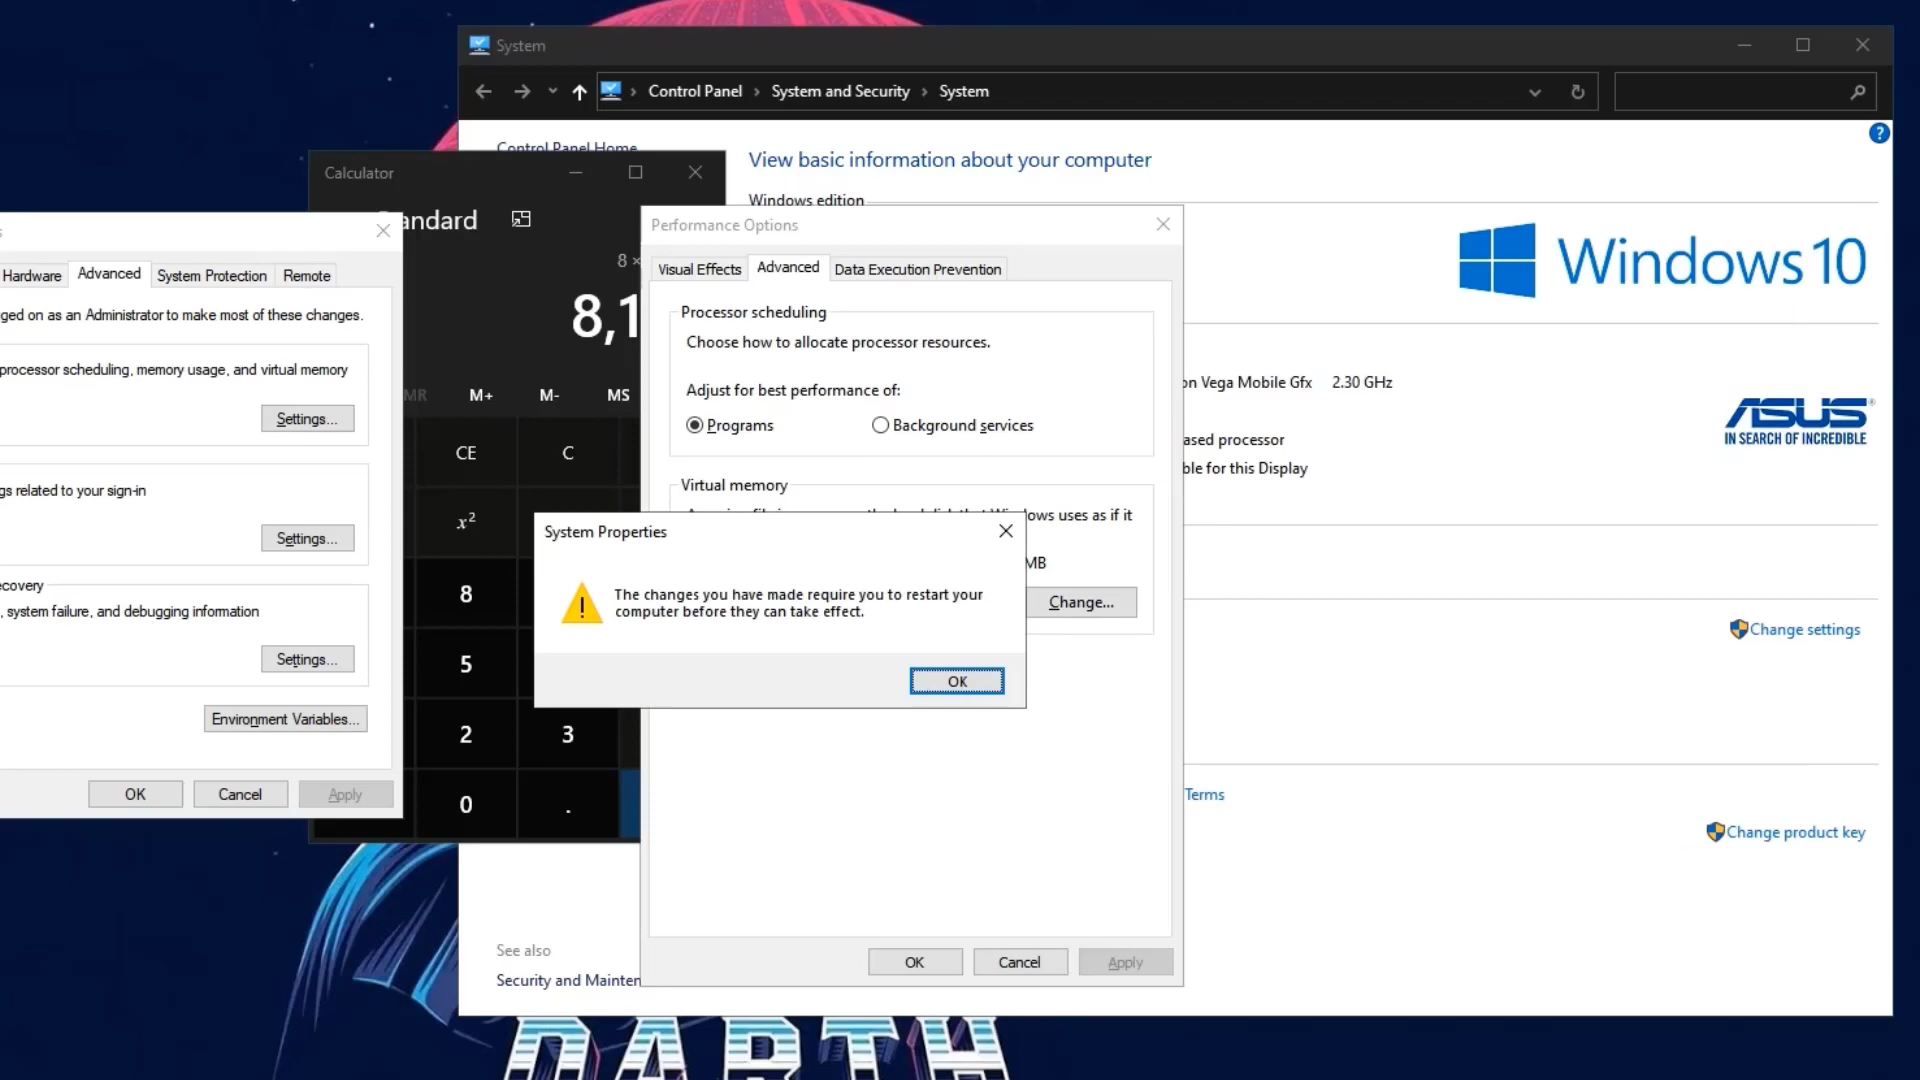 System
Control Panel
System and Security
System
Control Panel Home
View basic information about your computer
Windows edition
Windows 10
on Vega Mobile Gfx 2.30 GHz
ASUS
IN SEARCH OF INCREDIBLE
ased processor
ble for this Display
Change settings
Terms
Change product key
See also
Security and Mainten
Calculator
andard
8 ×
8,1
MR M+ M- MS
CE C
x²
8
5
2 3
0 .
s
Hardware Advanced System Protection Remote
ged on as an Administrator to make most of these changes.
processor scheduling, memory usage, and virtual memory
Settings...
gs related to your sign-in
Settings...
ecovery
, system failure, and debugging information
Settings...
Environment Variables...
OK Cancel Apply
Performance Options
Visual Effects Advanced Data Execution Prevention
Processor scheduling
Choose how to allocate processor resources.
Adjust for best performance of:
Programs Background services
Virtual memory
ows uses as if it
MB
Change...
OK Cancel Apply
System Properties
The changes you have made require you to restart your
computer before they can take effect.
OK
DARTH